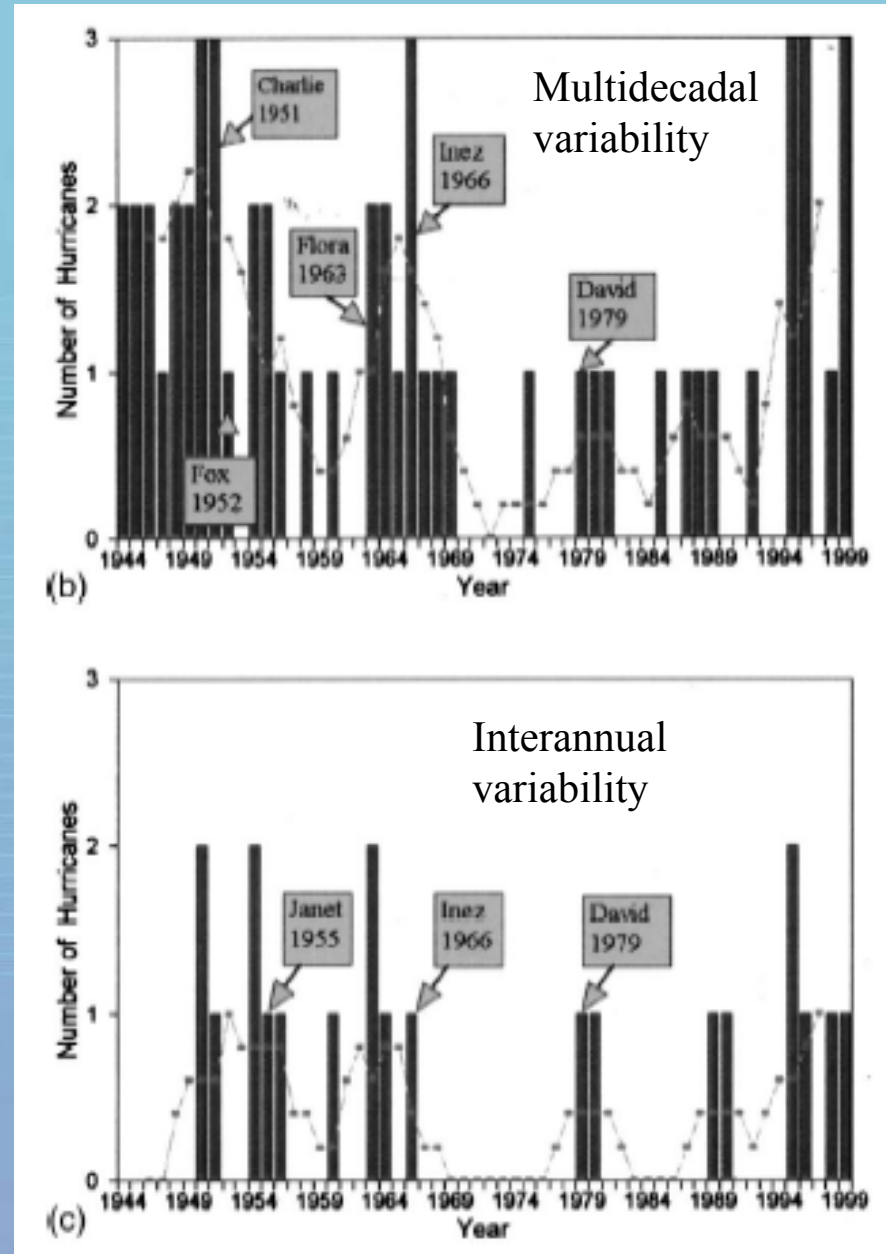 3
Charlie
1951
Multidecadal
variability
Inez
1966
2
Flora
1963
David
1979
Number of Hurricanes
1
Fox
1952
0
1944 1949 1954 1959 1964 1969 1974 1979 1984 1989 1994 1999
Year
(b)
3
Interannual
variability
2
Janet
1955
Inez
1966
David
1979
Number of Hurricanes
1
0
1944 1949 1954 1959 1964 1969 1974 1979 1984 1989 1994 1999
Year
(c)